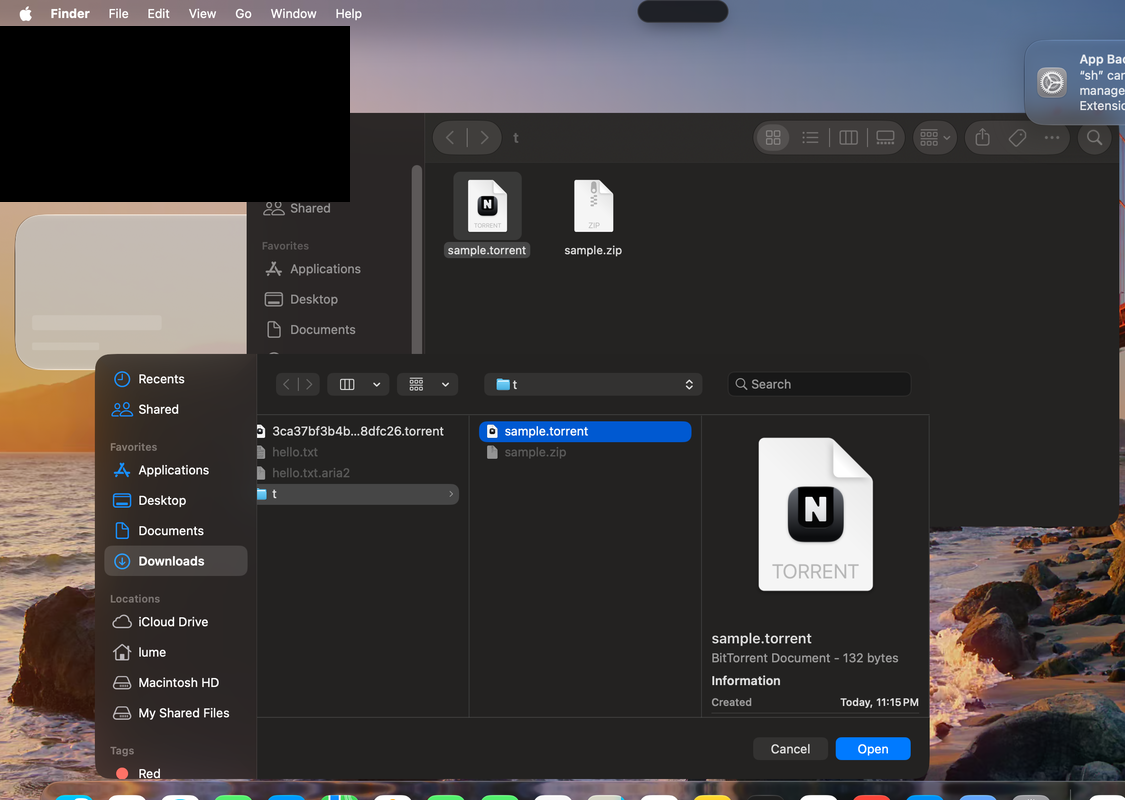 Finder File Edit View Go Window Help
App Bac
“sh” car
manage
Extensio
t
Shared
Favorites
Applications
Desktop
Documents
N
TORRENT
sample.torrent
ZIP
sample.zip
Recents
Shared
Favorites
Applications
Desktop
Documents
Downloads
Locations
iCloud Drive
lume
Macintosh HD
My Shared Files
Tags
Red
t
Search
3ca37bf3b4b...8dfc26.torrent
hello.txt
hello.txt.aria2
t
sample.torrent
sample.zip
N
TORRENT
sample.torrent
BitTorrent Document - 132 bytes
Information
Created Today, 11:15 PM
Cancel Open